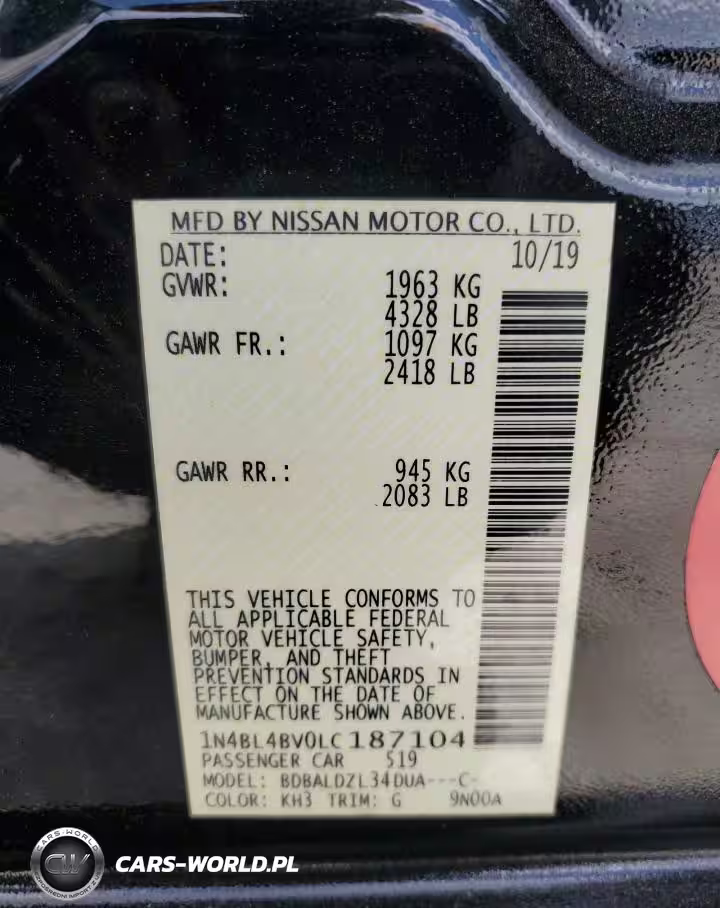 MFD BY NISSAN MOTOR CO., LTD.
DATE: 10/19
GVWR: 1963 KG
4328 LB
GAWR FR.: 1097 KG
2418 LB
GAWR RR.: 945 KG
2083 LB
THIS VEHICLE CONFORMS TO
ALL APPLICABLE FEDERAL
MOTOR VEHICLE SAFETY,
BUMPER, AND THEFT
PREVENTION STANDARDS IN
EFFECT ON THE DATE OF
MANUFACTURE SHOWN ABOVE.
1N4BL4BV0LC187104
PASSENGER CAR 519
MODEL: BDBALDZL34DUA---C-
COLOR: KH3 TRIM: G 9N00A
CARS-WORLD
CW
CARS-WORLD.PL